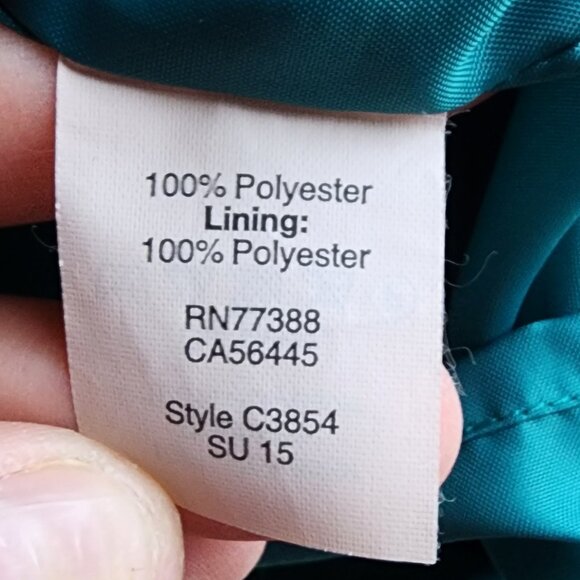 100% Polyester
Lining:
100% Polyester
RN77388
CA56445
Style C3854
SU 15